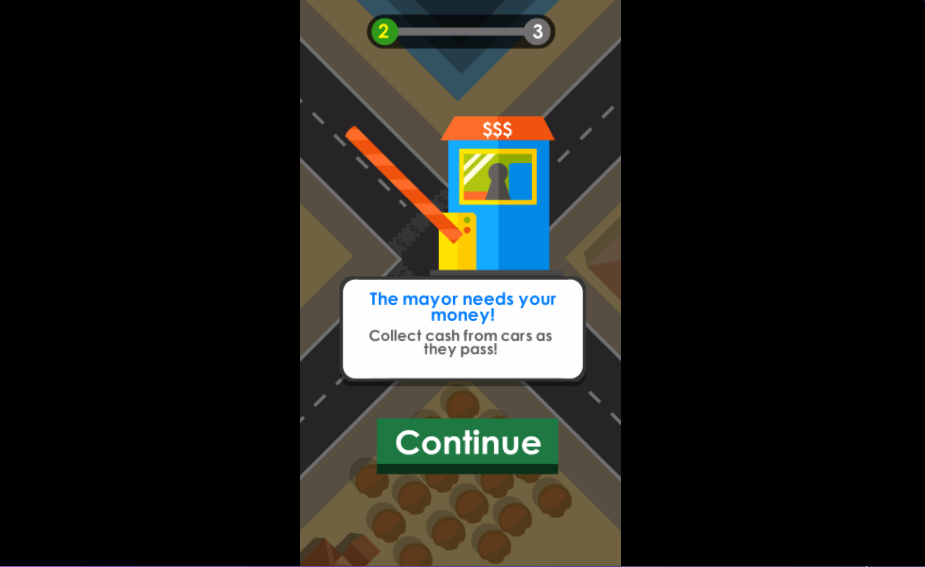 2 3
$$$
The mayor needs your
money!
Collect cash from cars as
they pass!
Continue